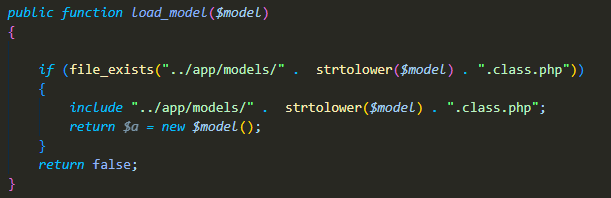 public function load_model($model)
{
if (file_exists("../app/models/" .  strtolower($model) . ".class.php"))
{
include "../app/models/" .  strtolower($model) . ".class.php";
return $a = new $model();
}
return false;
}